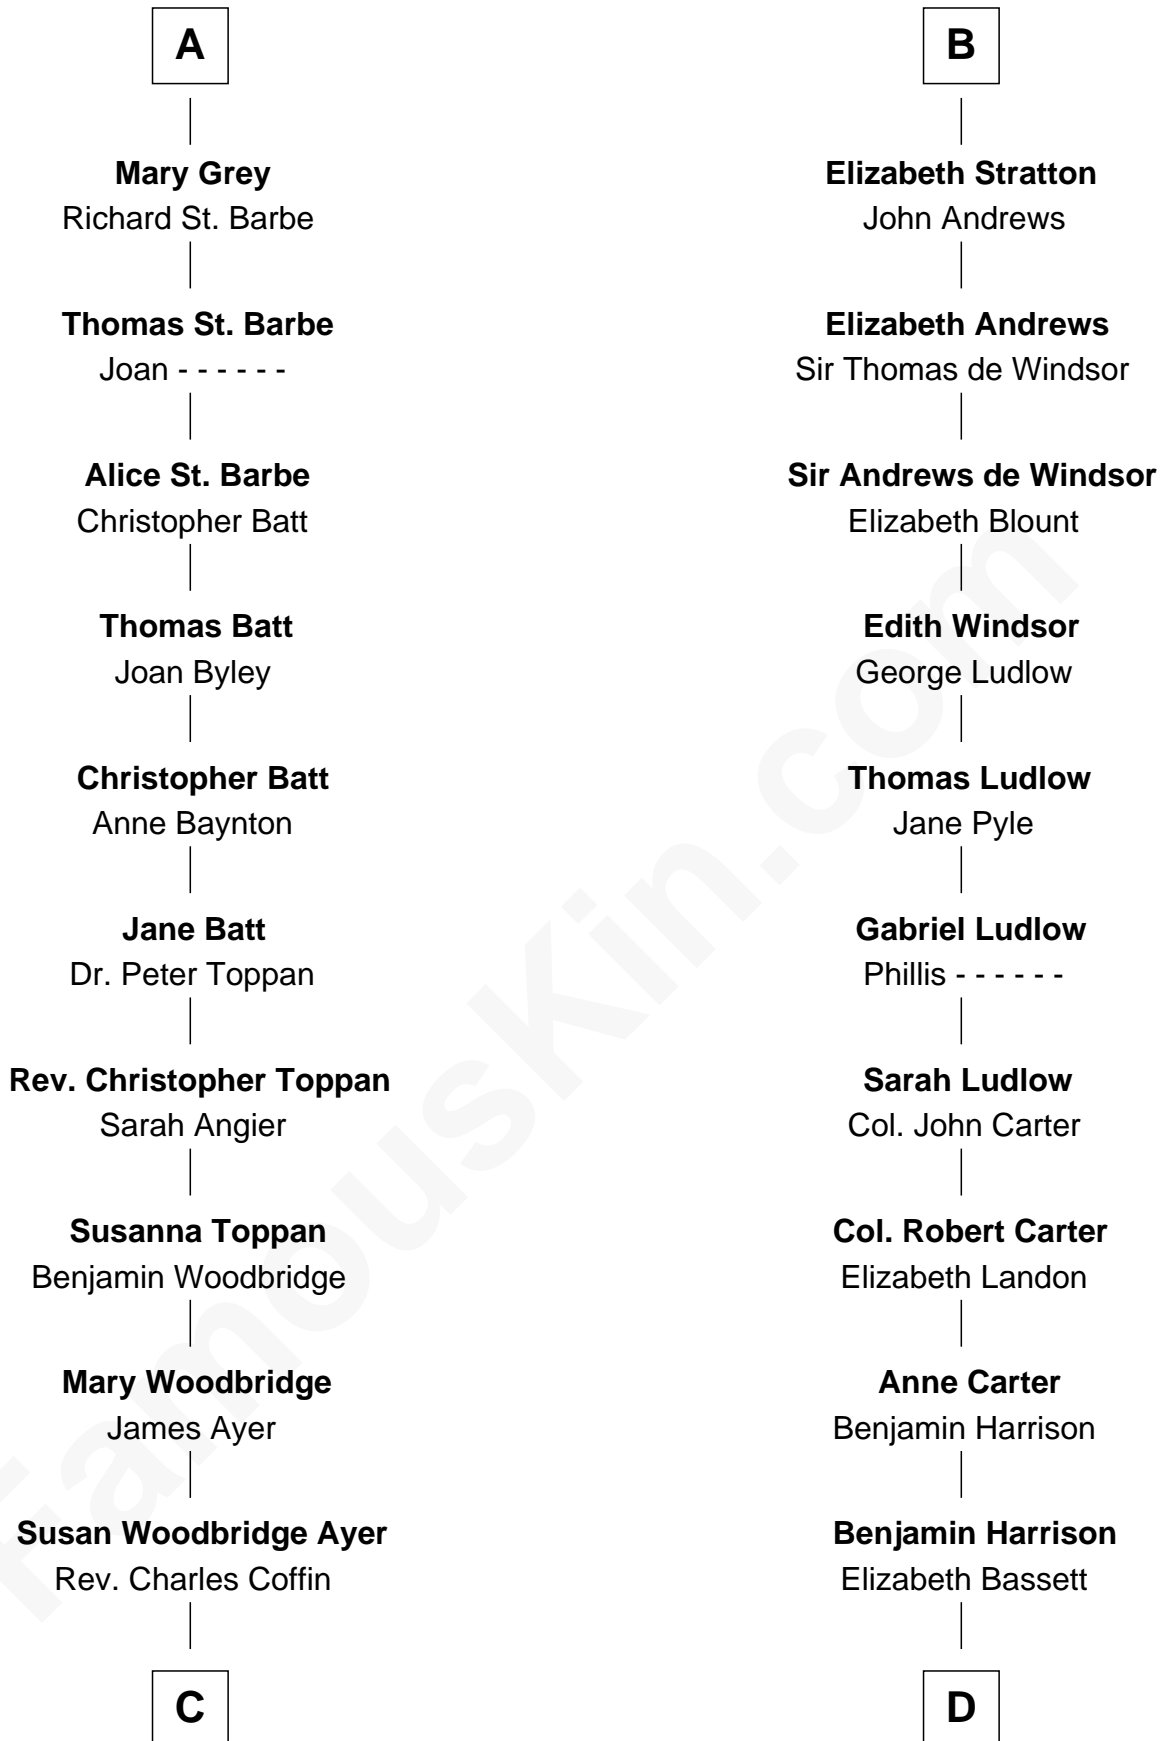 A
Mary Grey
Richard St. Barbe
Thomas St. Barbe
Joan - - - - - -
Alice St. Barbe
Christopher Batt
Thomas Batt
Joan Byley
Christopher Batt
Anne Baynton
Jane Batt
Dr. Peter Toppan
Rev. Christopher Toppan
Sarah Angier
Susanna Toppan
Benjamin Woodbridge
Mary Woodbridge
James Ayer
Susan Woodbridge Ayer
Rev. Charles Coffin
C
B
Elizabeth Stratton
John Andrews
Elizabeth Andrews
Sir Thomas de Windsor
Sir Andrews de Windsor
Elizabeth Blount
Edith Windsor
George Ludlow
Thomas Ludlow
Jane Pyle
Gabriel Ludlow
Phillis - - - - - -
Sarah Ludlow
Col. John Carter
Col. Robert Carter
Elizabeth Landon
Anne Carter
Benjamin Harrison
Benjamin Harrison
Elizabeth Bassett
D
FamousKin.com